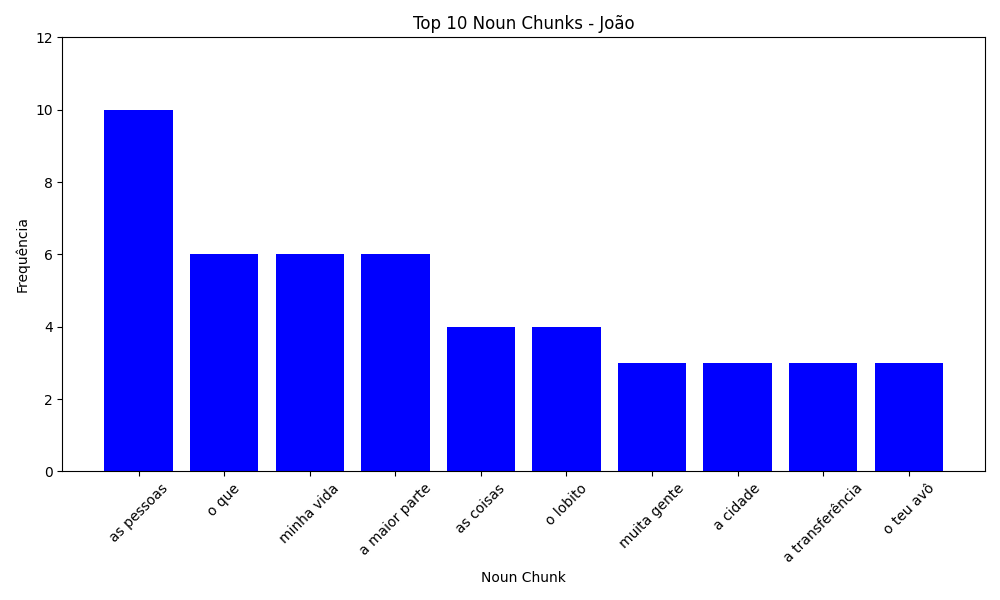 Top 10 Noun Chunks - João
12
10
8
6
4
2
0
Frequência
as pessoas
o que
minha vida
a maior parte
as coisas
o lobito
muita gente
a cidade
a transferência
o teu avô
Noun Chunk